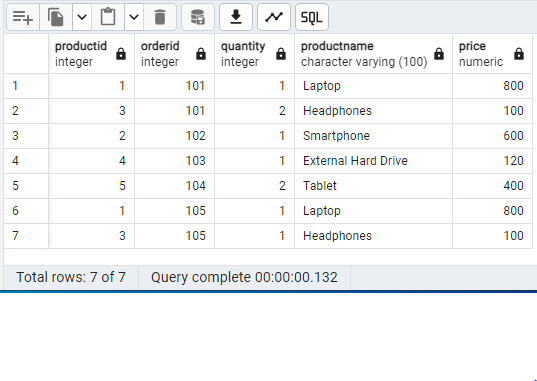 SQL
productid orderid quantity productname price
integer integer integer character varying (100) numeric
1 1 101 1 Laptop 800
2 3 101 2 Headphones 100
3 2 102 1 Smartphone 600
4 4 103 1 External Hard Drive 120
5 5 104 2 Tablet 400
6 1 105 1 Laptop 800
7 3 105 1 Headphones 100
Total rows: 7 of 7 Query complete 00:00:00.132